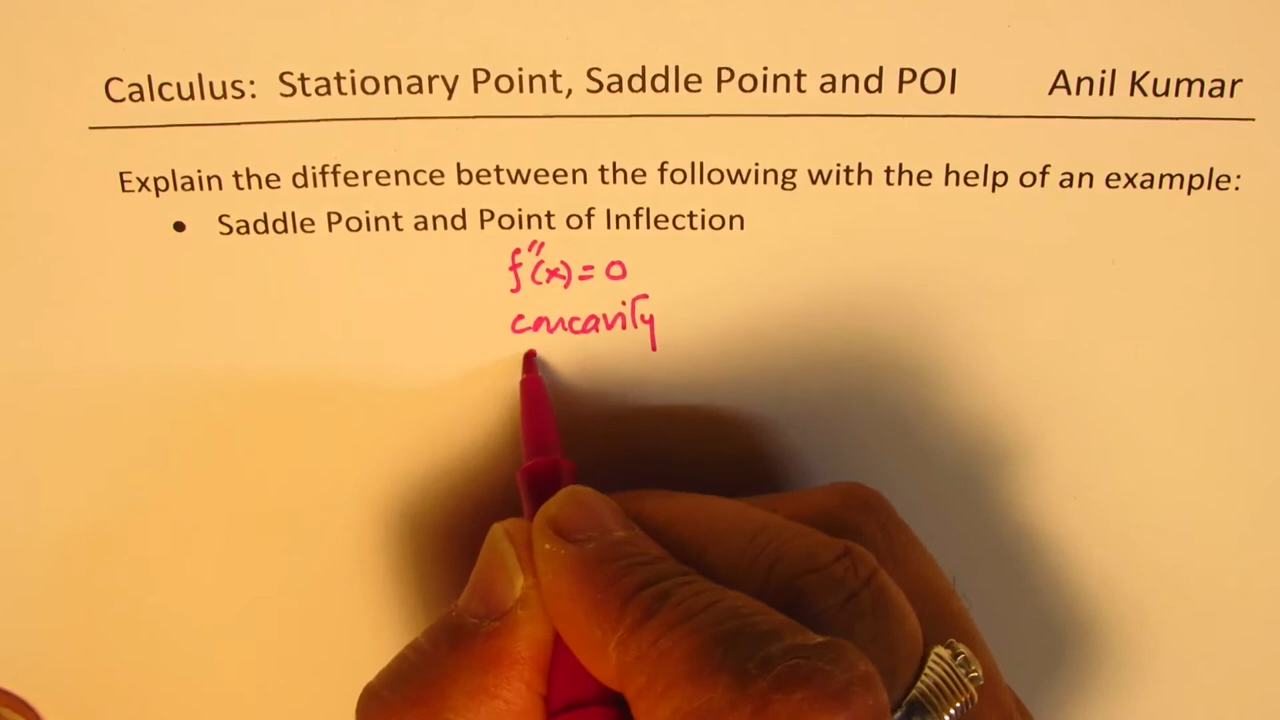 Calculus: Stationary Point, Saddle Point and POI Anil Kumar
Explain the difference between the following with the help of an example:
• Saddle Point and Point of Inflection
f''(x) = 0
concavity